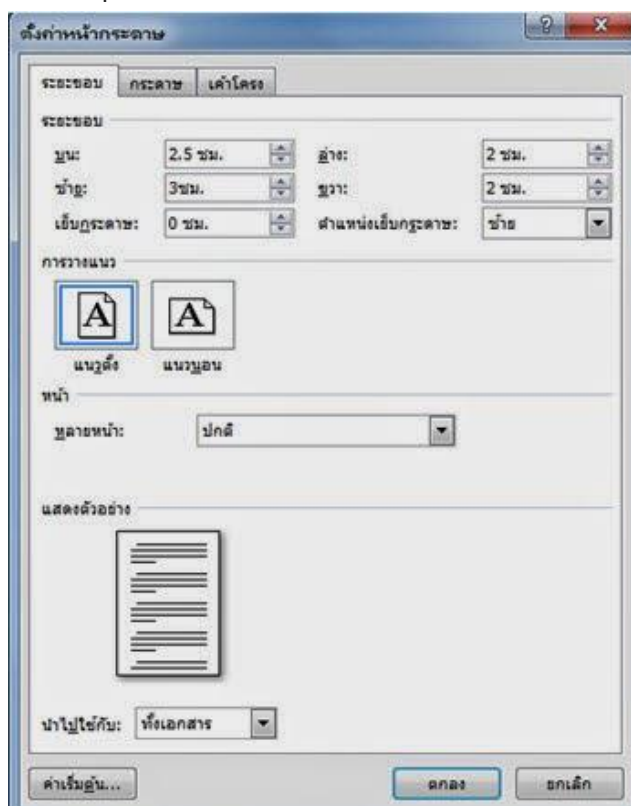 ตั้งค่าหน้ากระดาษ
ระยะขอบ กระดาษ เค้าโครง
ระยะขอบ
บน: 2.5 ซม. ล่าง: 2 ซม.
ซ้าย: 3ซม. ขวา: 2 ซม.
เย็บกระดาษ: 0 ซม. ตำแหน่งเย็บกระดาษ: ซ้าย
การวางแนว
A A
แนวตั้ง แนวนอน
หน้า
หลายหน้า: ปกติ
แสดงตัวอย่าง
นำไปใช้กับ: ทั้งเอกสาร
ค่าเริ่มต้น... ตกลง ยกเลิก